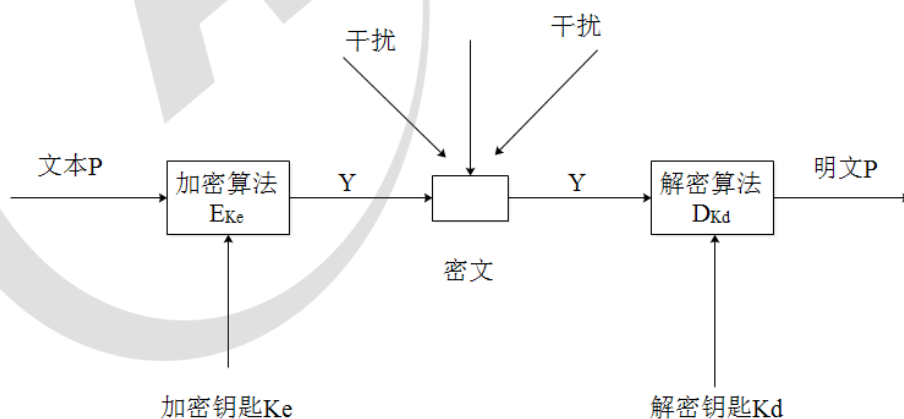 干扰
干扰
文本P
加密算法
EKe
Y
Y
解密算法
DKd
明文P
密文
加密钥匙Ke
解密钥匙Kd